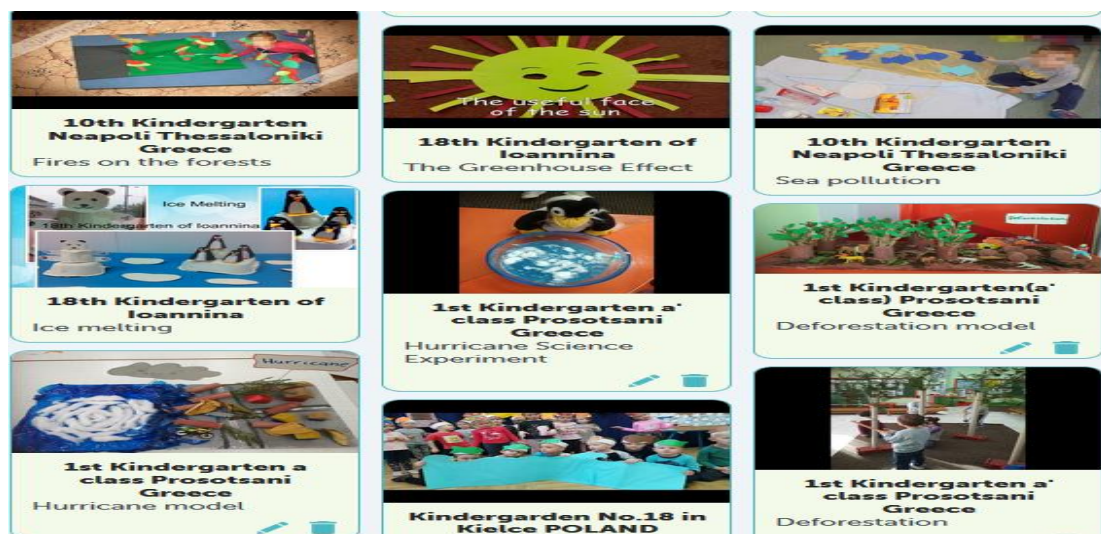 10th Kindergarten
Neapoli Thessaloniki
Greece
Fires on the forests
Ice Melting
18th Kindergarten of Ioannina
18th Kindergarten of
Ioannina
Ice melting
Hurricane
1st Kindergarten a
class Prosotsani
Greece
Hurricane model
The useful face
of the sun
18th Kindergarten of
Ioannina
The Greenhouse Effect
1st Kindergarten a'
class Prosotsani
Greece
Hurricane Science
Experiment
Kindergarden No.18 in
Kielce POLAND
10th Kindergarten
Neapoli Thessaloniki
Greece
Sea pollution
1st Kindergarten(a'
class) Prosotsani
Greece
Deforestation model
1st Kindergarten a'
class Prosotsani
Greece
Deforestation